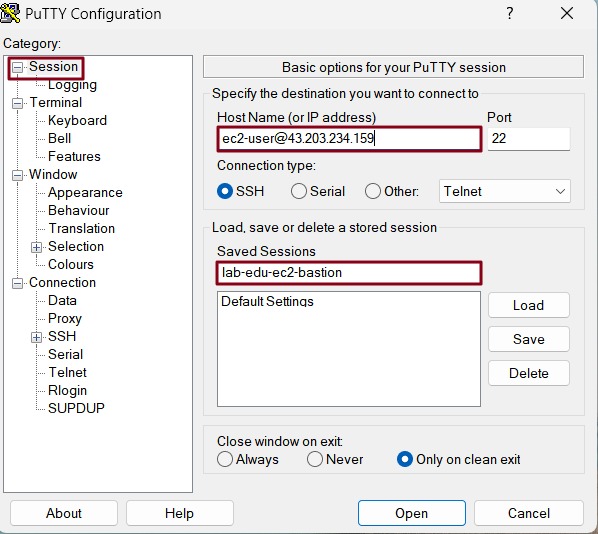 PuTTY Configuration
?
Category:
Session
Logging
Terminal
Keyboard
Bell
Features
Window
Appearance
Behaviour
Translation
Selection
Colours
Connection
Data
Proxy
SSH
Serial
Telnet
Rlogin
SUPDUP
Basic options for your PuTTY session
Specify the destination you want to connect to
Host Name (or IP address) Port
ec2-user@43.203.234.159 22
Connection type:
SSH Serial Other: Telnet
Load, save or delete a stored session
Saved Sessions
lab-edu-ec2-bastion
Default Settings
Load
Save
Delete
Close window on exit:
Always Never Only on clean exit
About Help Open Cancel